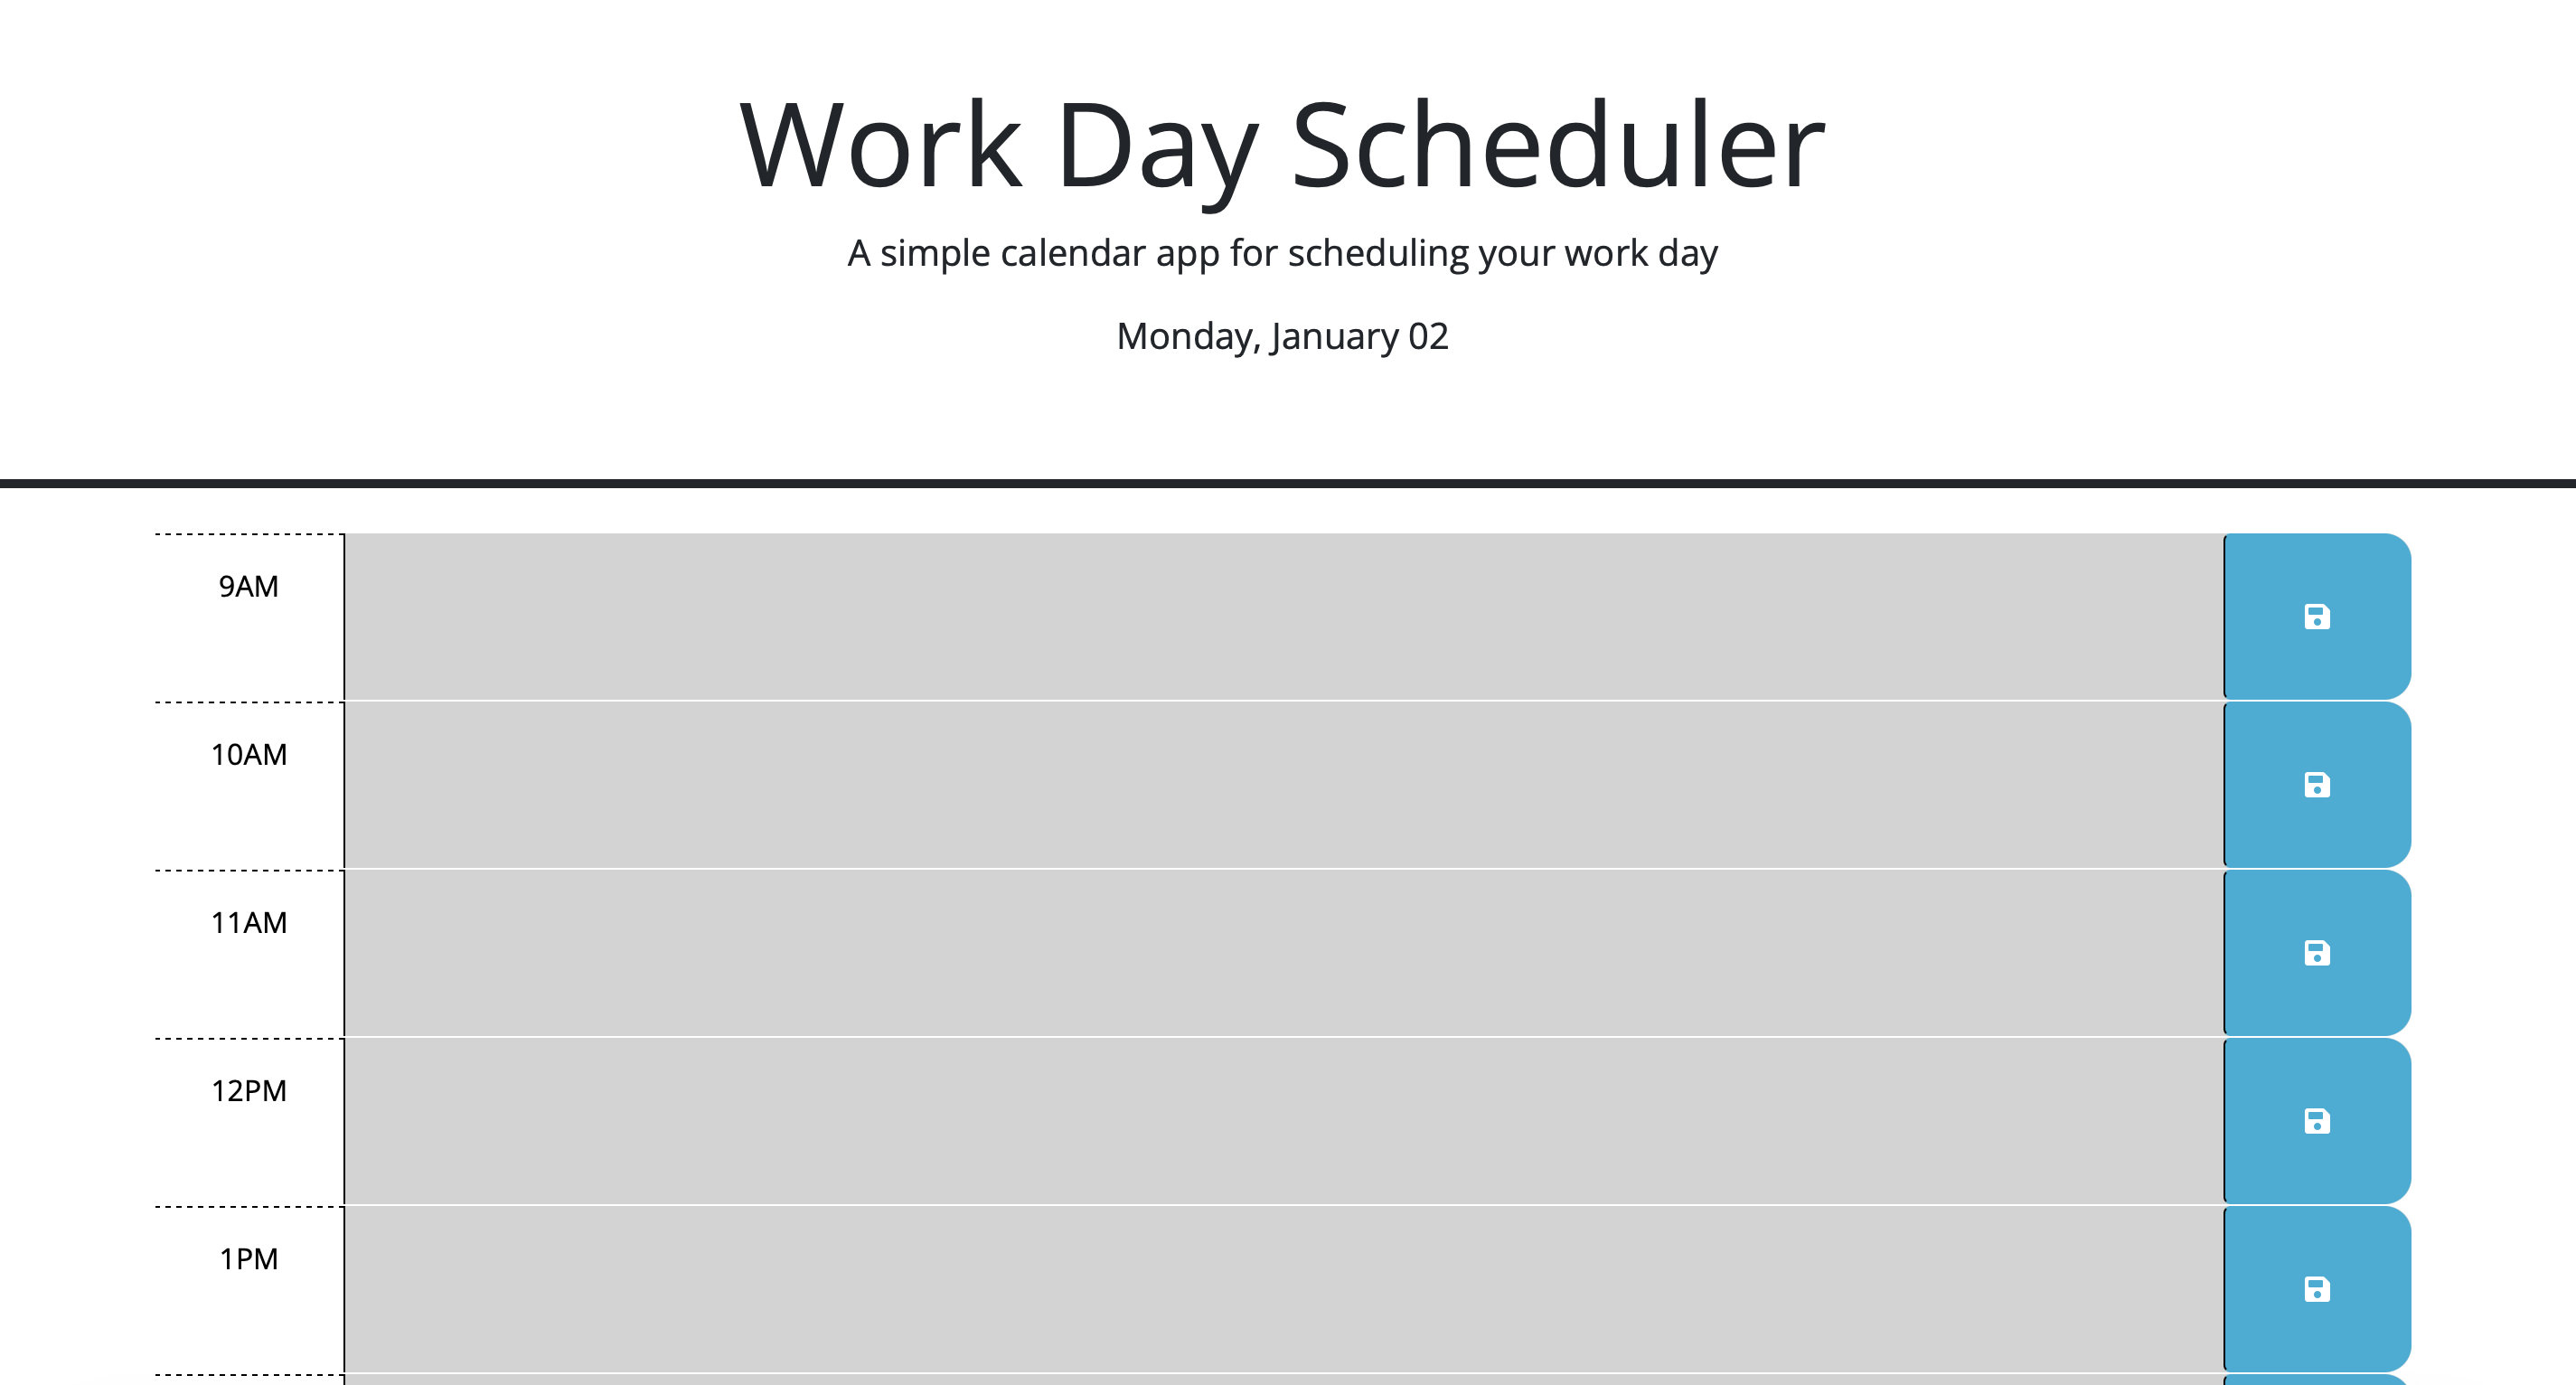 Work Day Scheduler
A simple calendar app for scheduling your work day
Monday, January 02
9AM
10AM
11AM
12PM
1PM